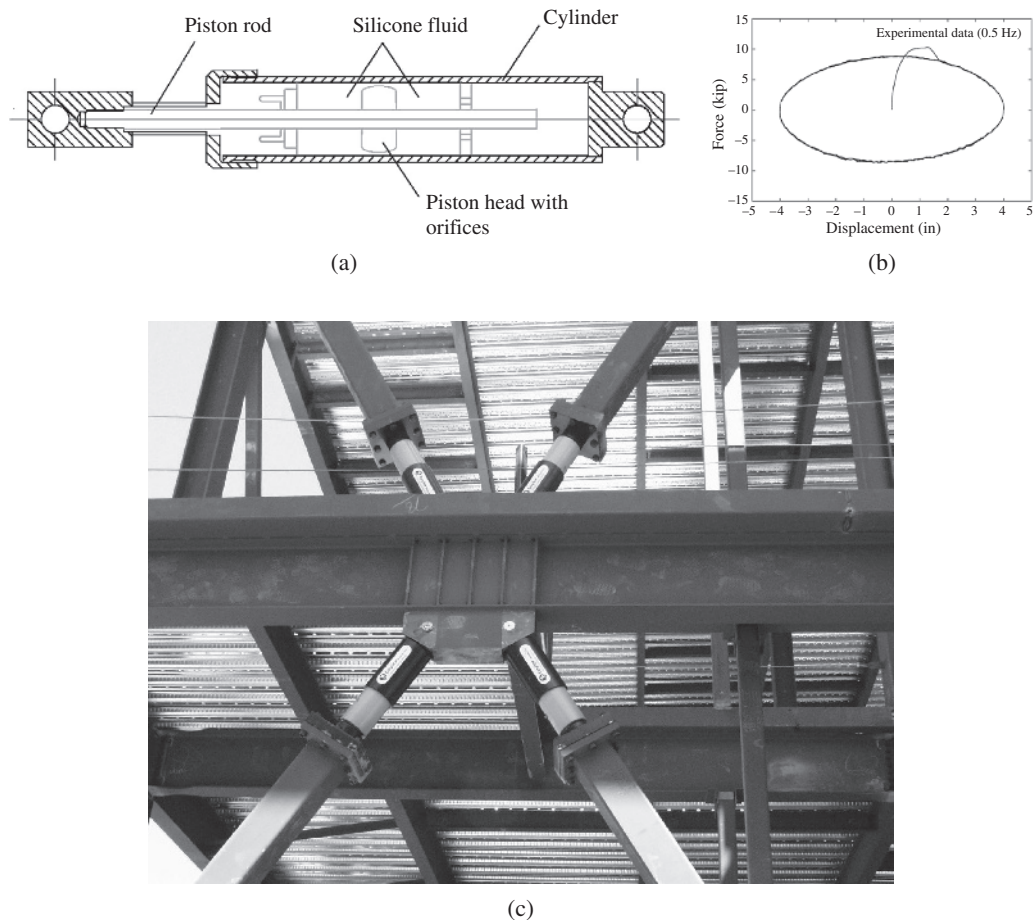 Piston rod
Silicone fluid
Cylinder
Piston head with
orifices
(a)
Experimental data (0.5 Hz)
Force (kip)
15
10
5
0
−5
−10
−15
−5 −4 −3 −2 −1 0 1 2 3 4 5
Displacement (in)
(b)
(c)